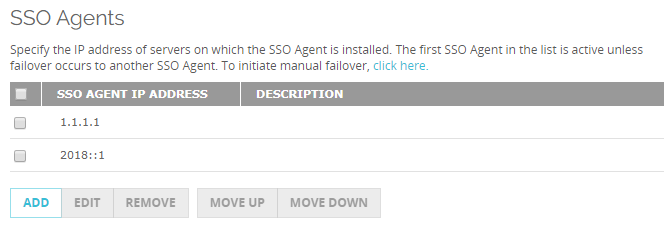 SSO Agents
Specify the IP address of servers on which the SSO Agent is installed. The first SSO Agent in the list is active unless
failover occurs to another SSO Agent. To initiate manual failover, click here.
SSO AGENT IP ADDRESS DESCRIPTION
1.1.1.1
2018::1
ADD EDIT REMOVE MOVE UP MOVE DOWN